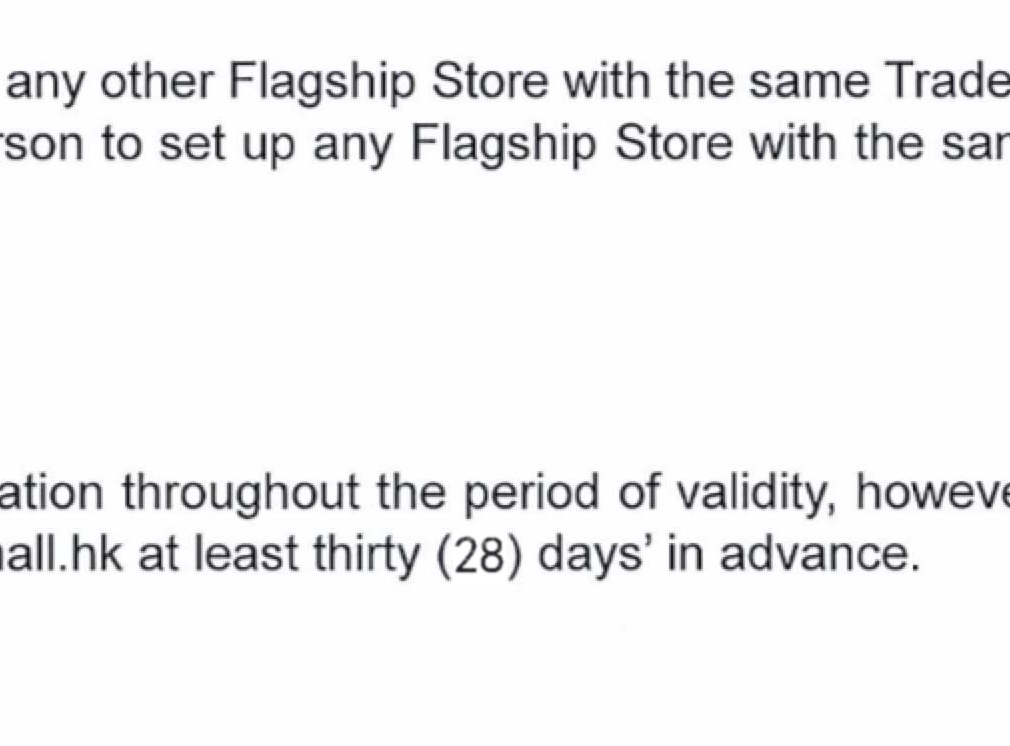 any other Flagship Store with the same Trade
rson to set up any Flagship Store with the sar
ation throughout the period of validity, howeve
all.hk at least thirty (28) days’ in advance.